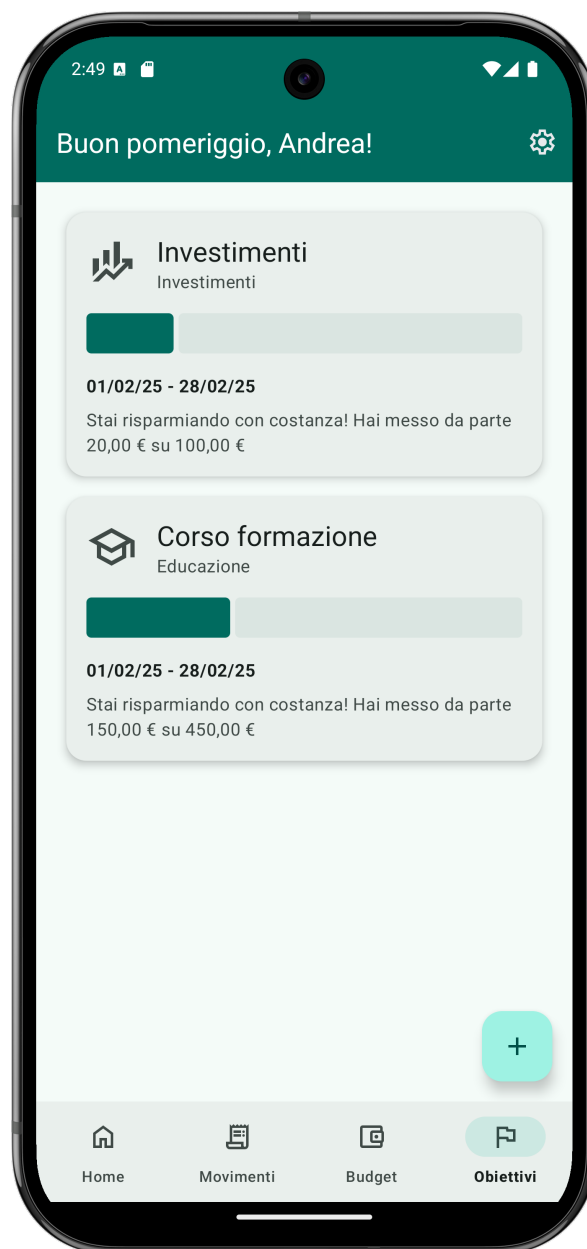 2:49
Buon pomeriggio, Andrea!
Investimenti
Investimenti
01/02/25 - 28/02/25
Stai risparmiando con costanza! Hai messo da parte
20,00 € su 100,00 €
Corso formazione
Educazione
01/02/25 - 28/02/25
Stai risparmiando con costanza! Hai messo da parte
150,00 € su 450,00 €
+
Home
Movimenti
Budget
Obiettivi